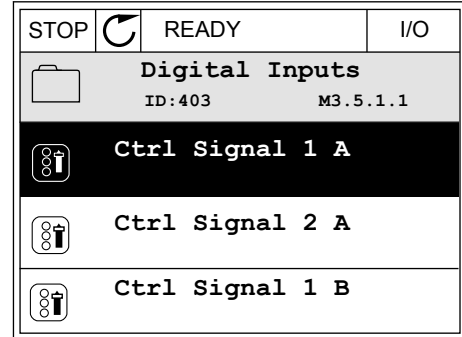 STOP READY I/O
Digital Inputs
ID:403 M3.5.1.1
Ctrl Signal 1 A
Ctrl Signal 2 A
Ctrl Signal 1 B